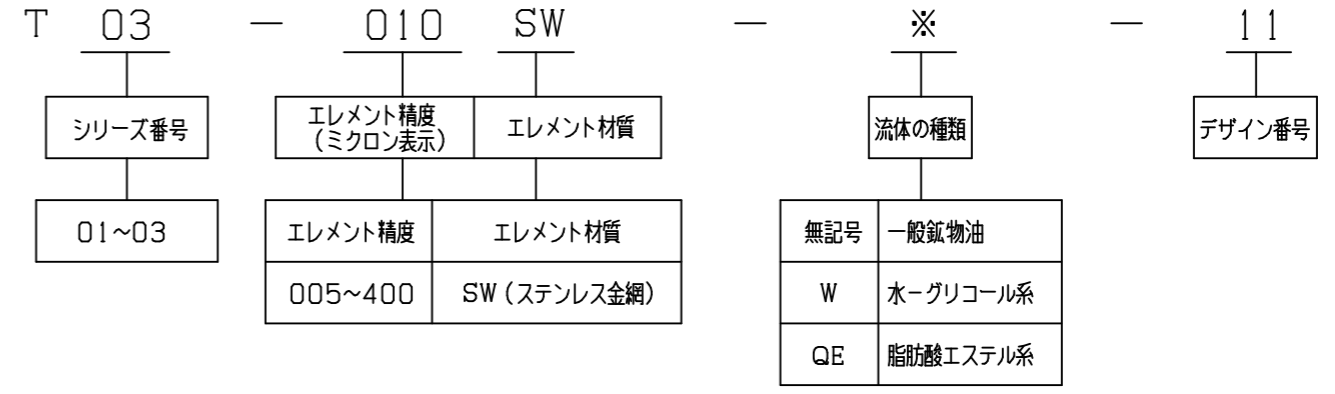 T 03 — 010 SW — ※ — 11
シリーズ番号
エレメント精度
(ミクロン表示)
エレメント材質
流体の種類
デザイン番号
01~03
エレメント精度 エレメント材質
005~400 SW(ステンレス金網)
無記号 一般鉱物油
W 水-グリコール系
QE 脂肪酸エステル系